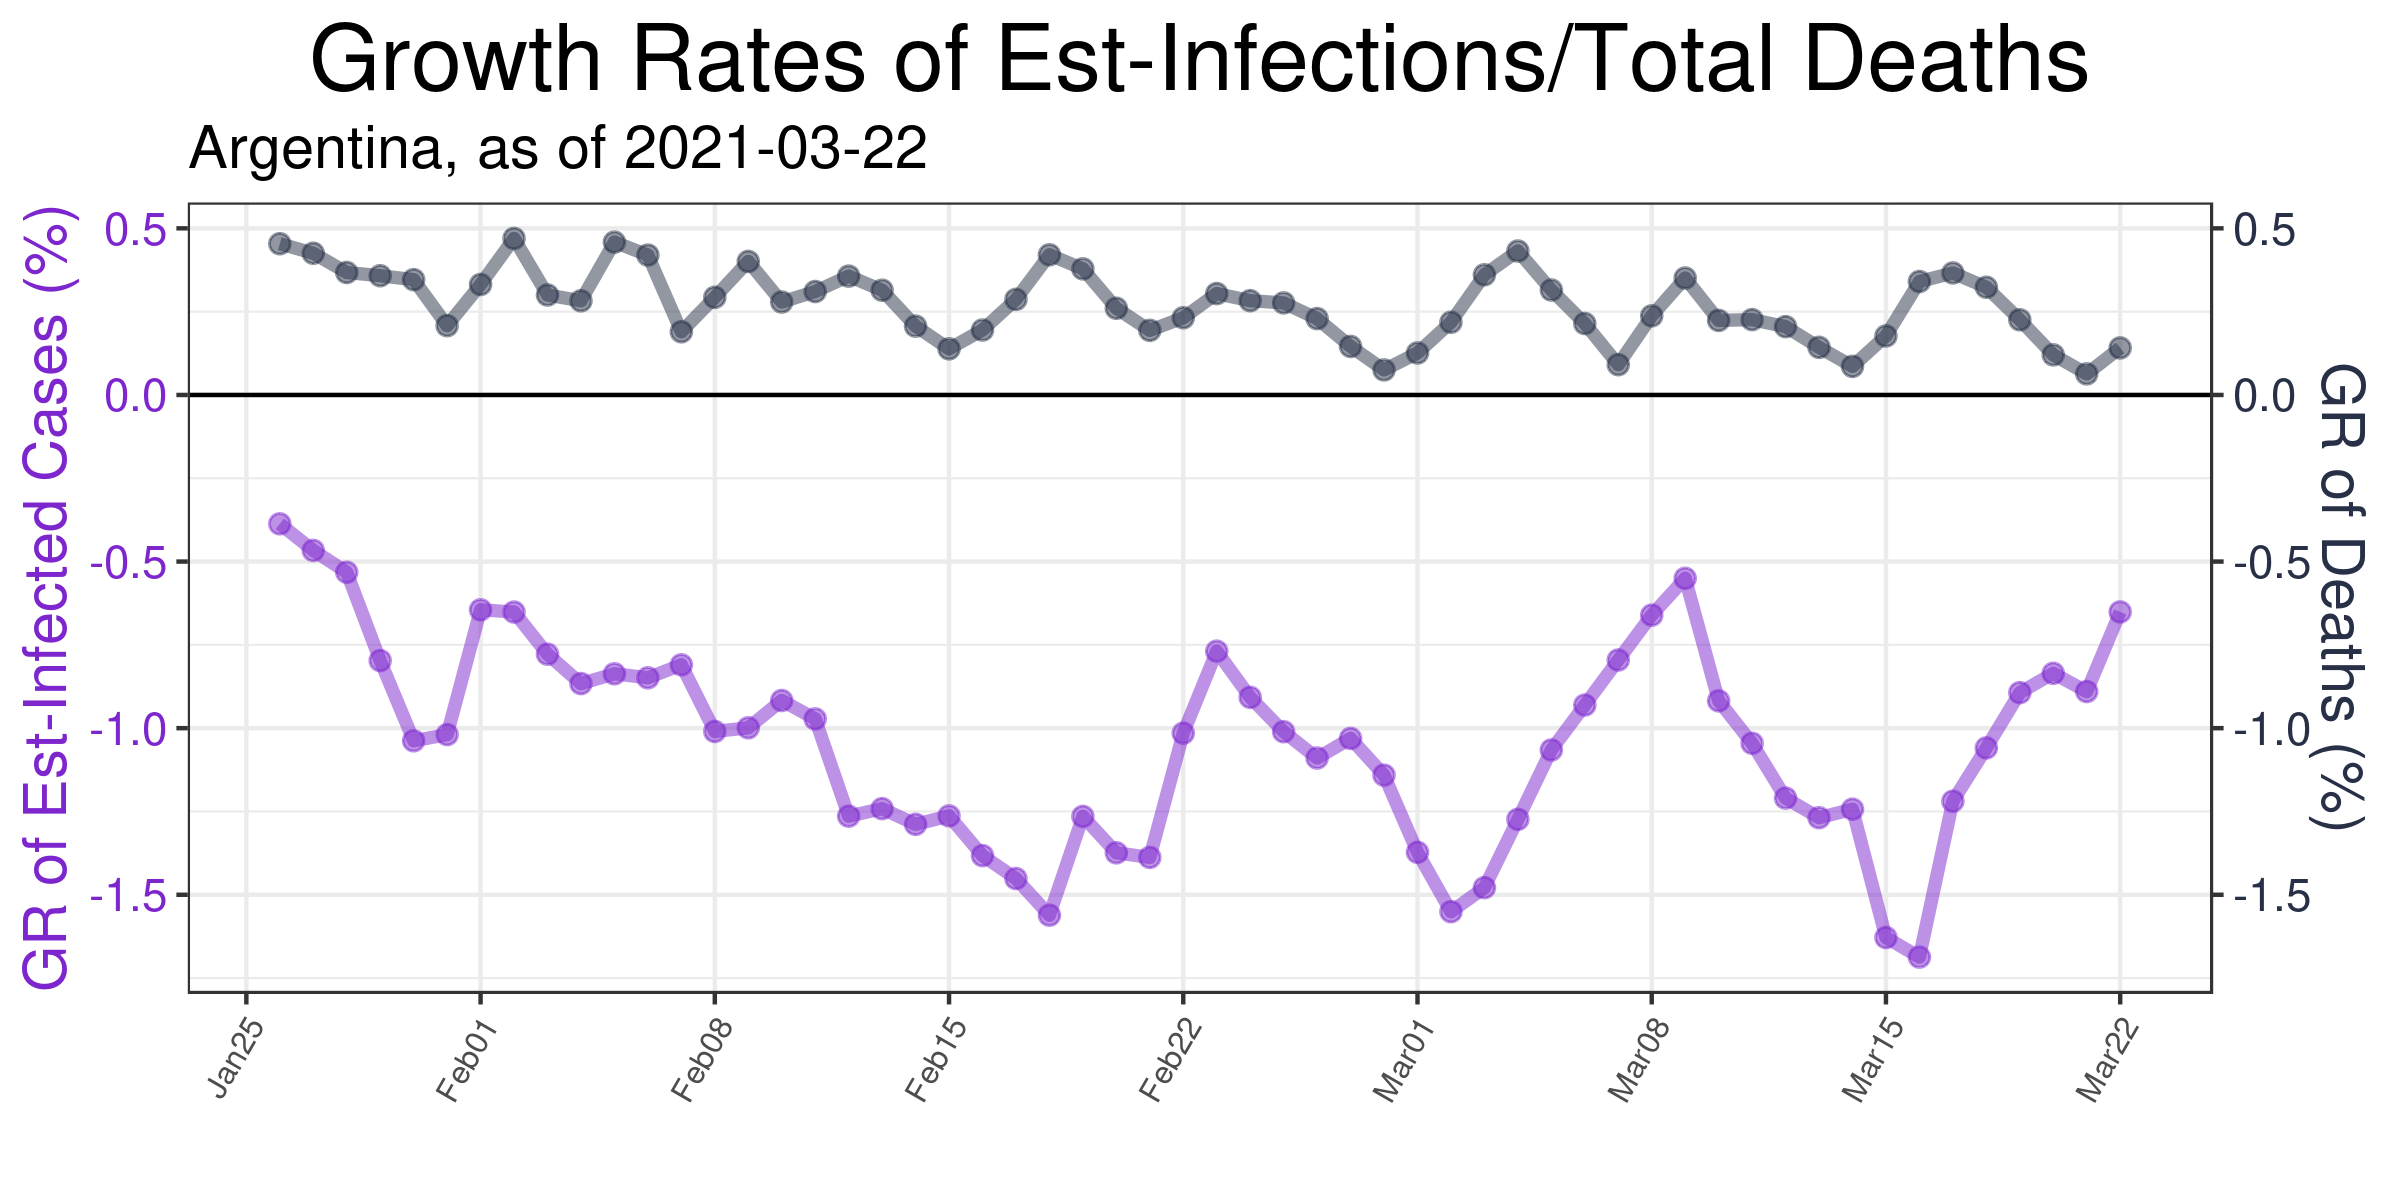 Growth Rates of Est-Infections/Total Deaths
Argentina, as of 2021-03-22
GR of Est-Infected Cases (%)
0.5
0.0
-0.5
-1.0
-1.5
0.5
0.0
-0.5
-1.0
-1.5
GR of Deaths (%)
Jan25
Feb01
Feb08
Feb15
Feb22
Mar01
Mar08
Mar15
Mar22